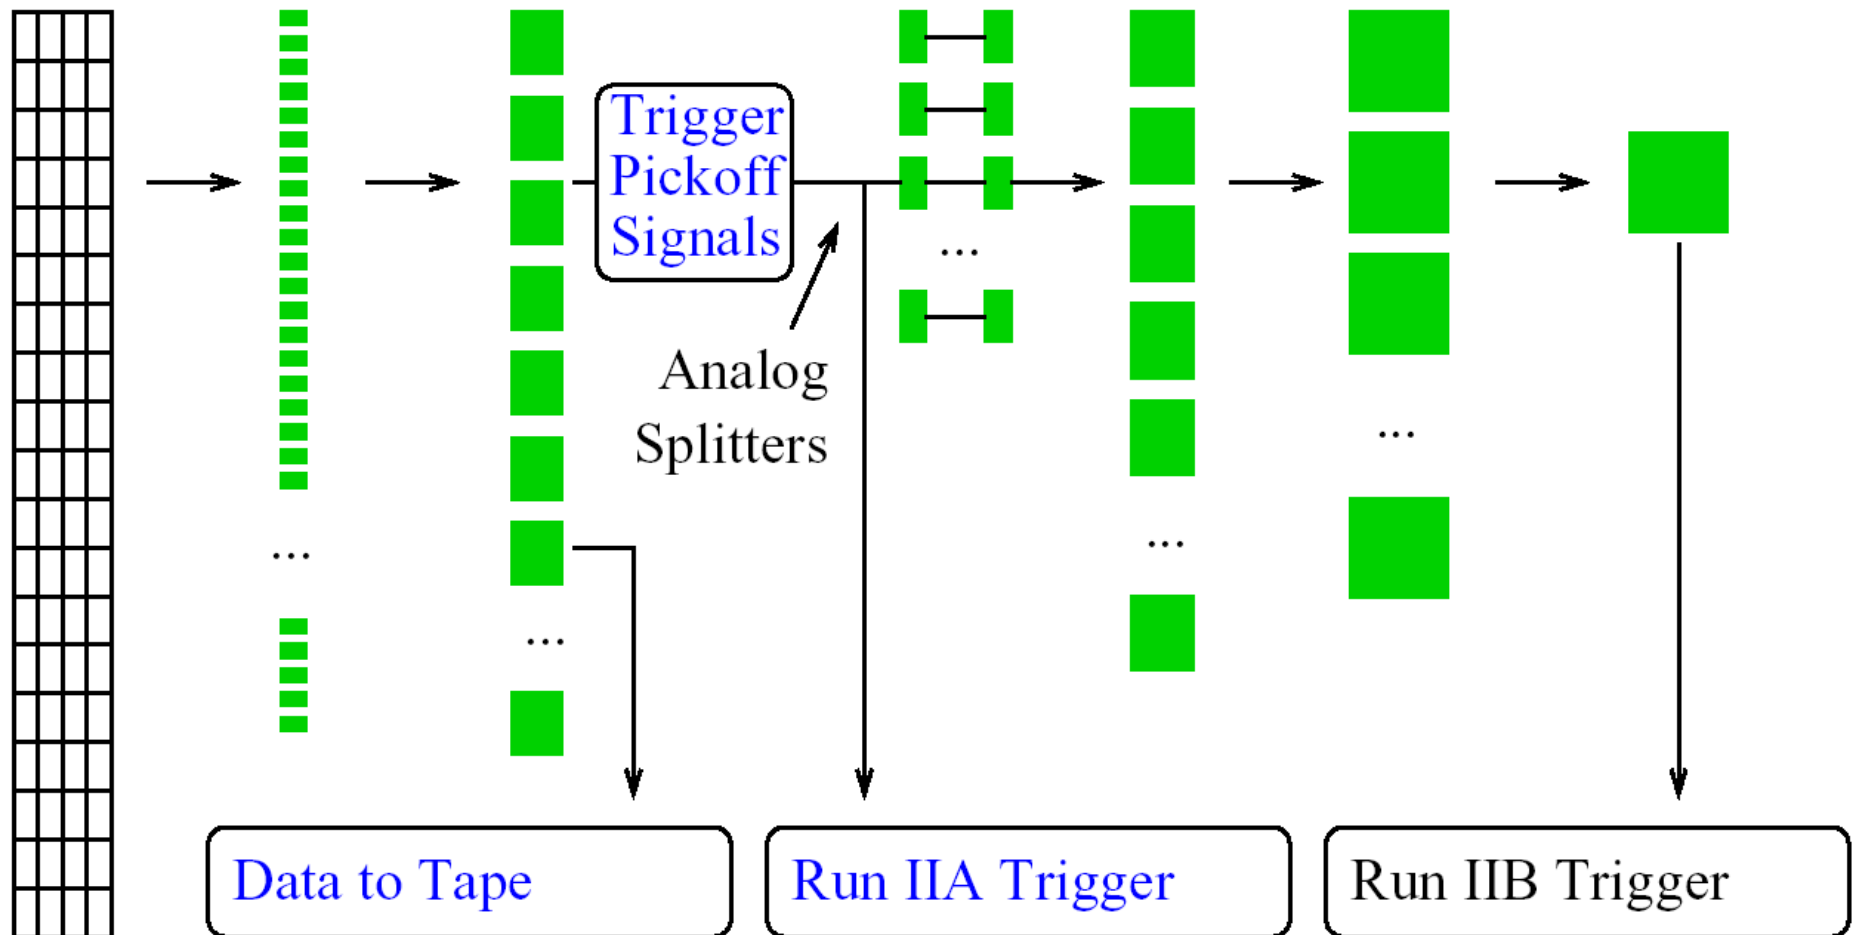 Trigger
Pickoff
Signals
...
Analog
Splitters
...
...
...
...
Data to Tape
Run IIA Trigger
Run IIB Trigger